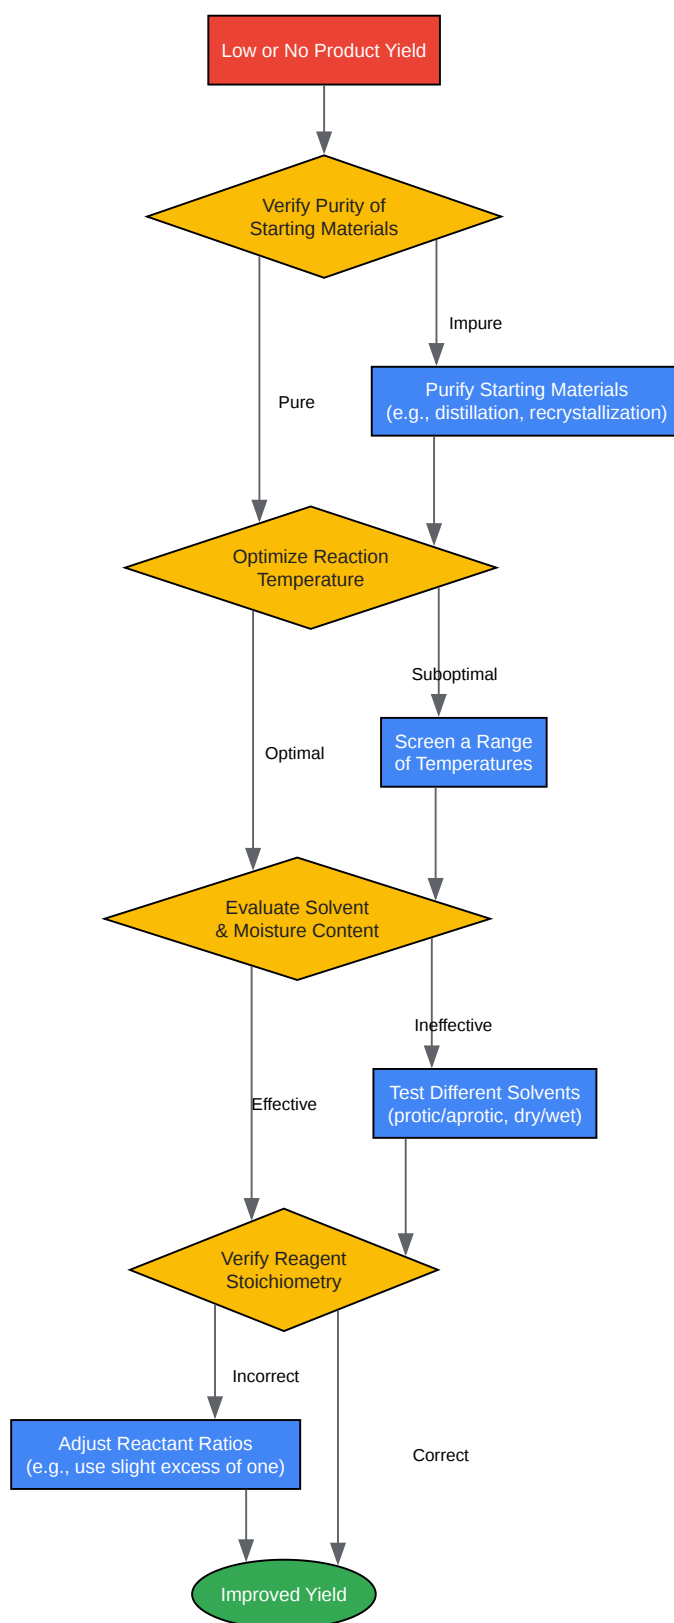 Low or No Product Yield
Verify Purity of
Starting Materials
Impure
Purify Starting Materials
(e.g., distillation, recrystallization)
Pure
Optimize Reaction
Temperature
Suboptimal
Screen a Range
of Temperatures
Optimal
Evaluate Solvent
& Moisture Content
Ineffective
Test Different Solvents
(protic/aprotic, dry/wet)
Effective
Verify Reagent
Stoichiometry
Incorrect
Adjust Reactant Ratios
(e.g., use slight excess of one)
Correct
Improved Yield